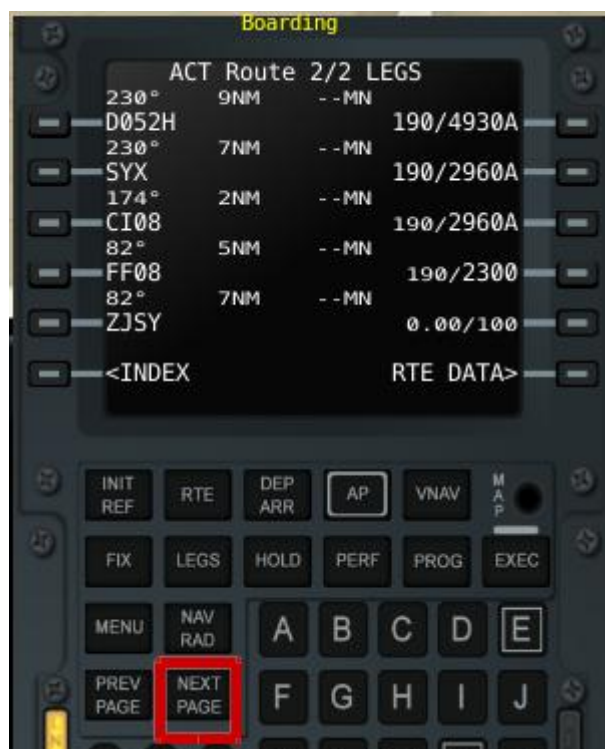 Boarding
ACT Route 2/2 LEGS
230° 9NM --MN
D052H 190/4930A
230° 7NM --MN
SYX 190/2960A
174° 2NM --MN
CI08 190/2960A
82° 5NM --MN
FF08 190/2300
82° 7NM --MN
ZJSY 0.00/100
<INDEX RTE DATA>
INIT REF RTE DEP ARR AP VNAV MAP
FIX LEGS HOLD PERF PROG EXEC
MENU NAV RAD A B C D E
PREV PAGE NEXT PAGE F G H I J